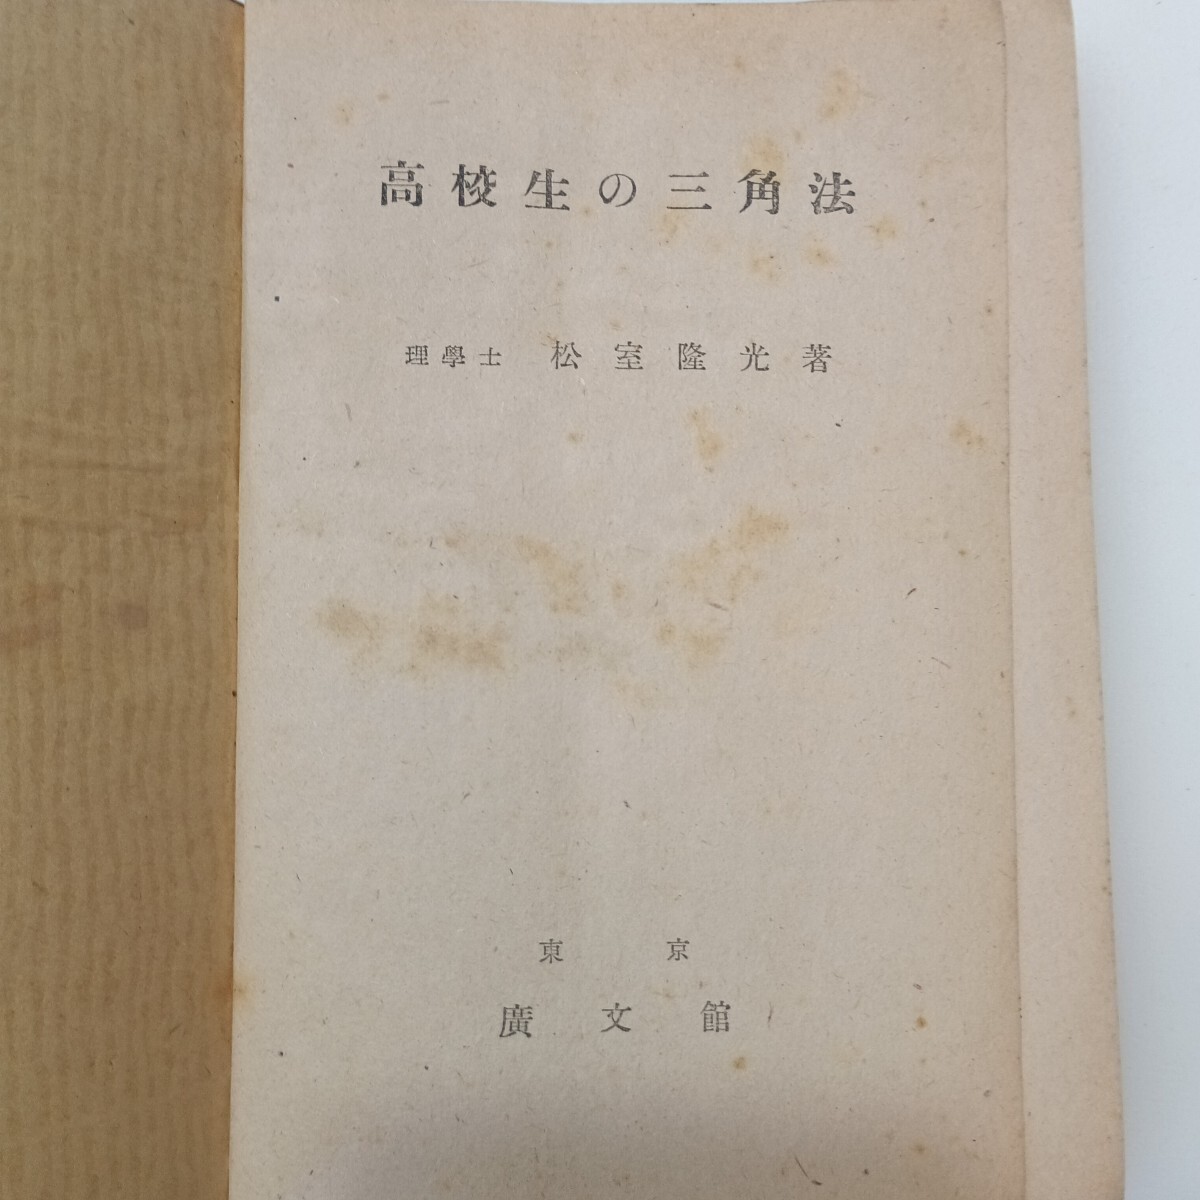 高校生の三角法
理學士 松室隆光著
東京
廣文館